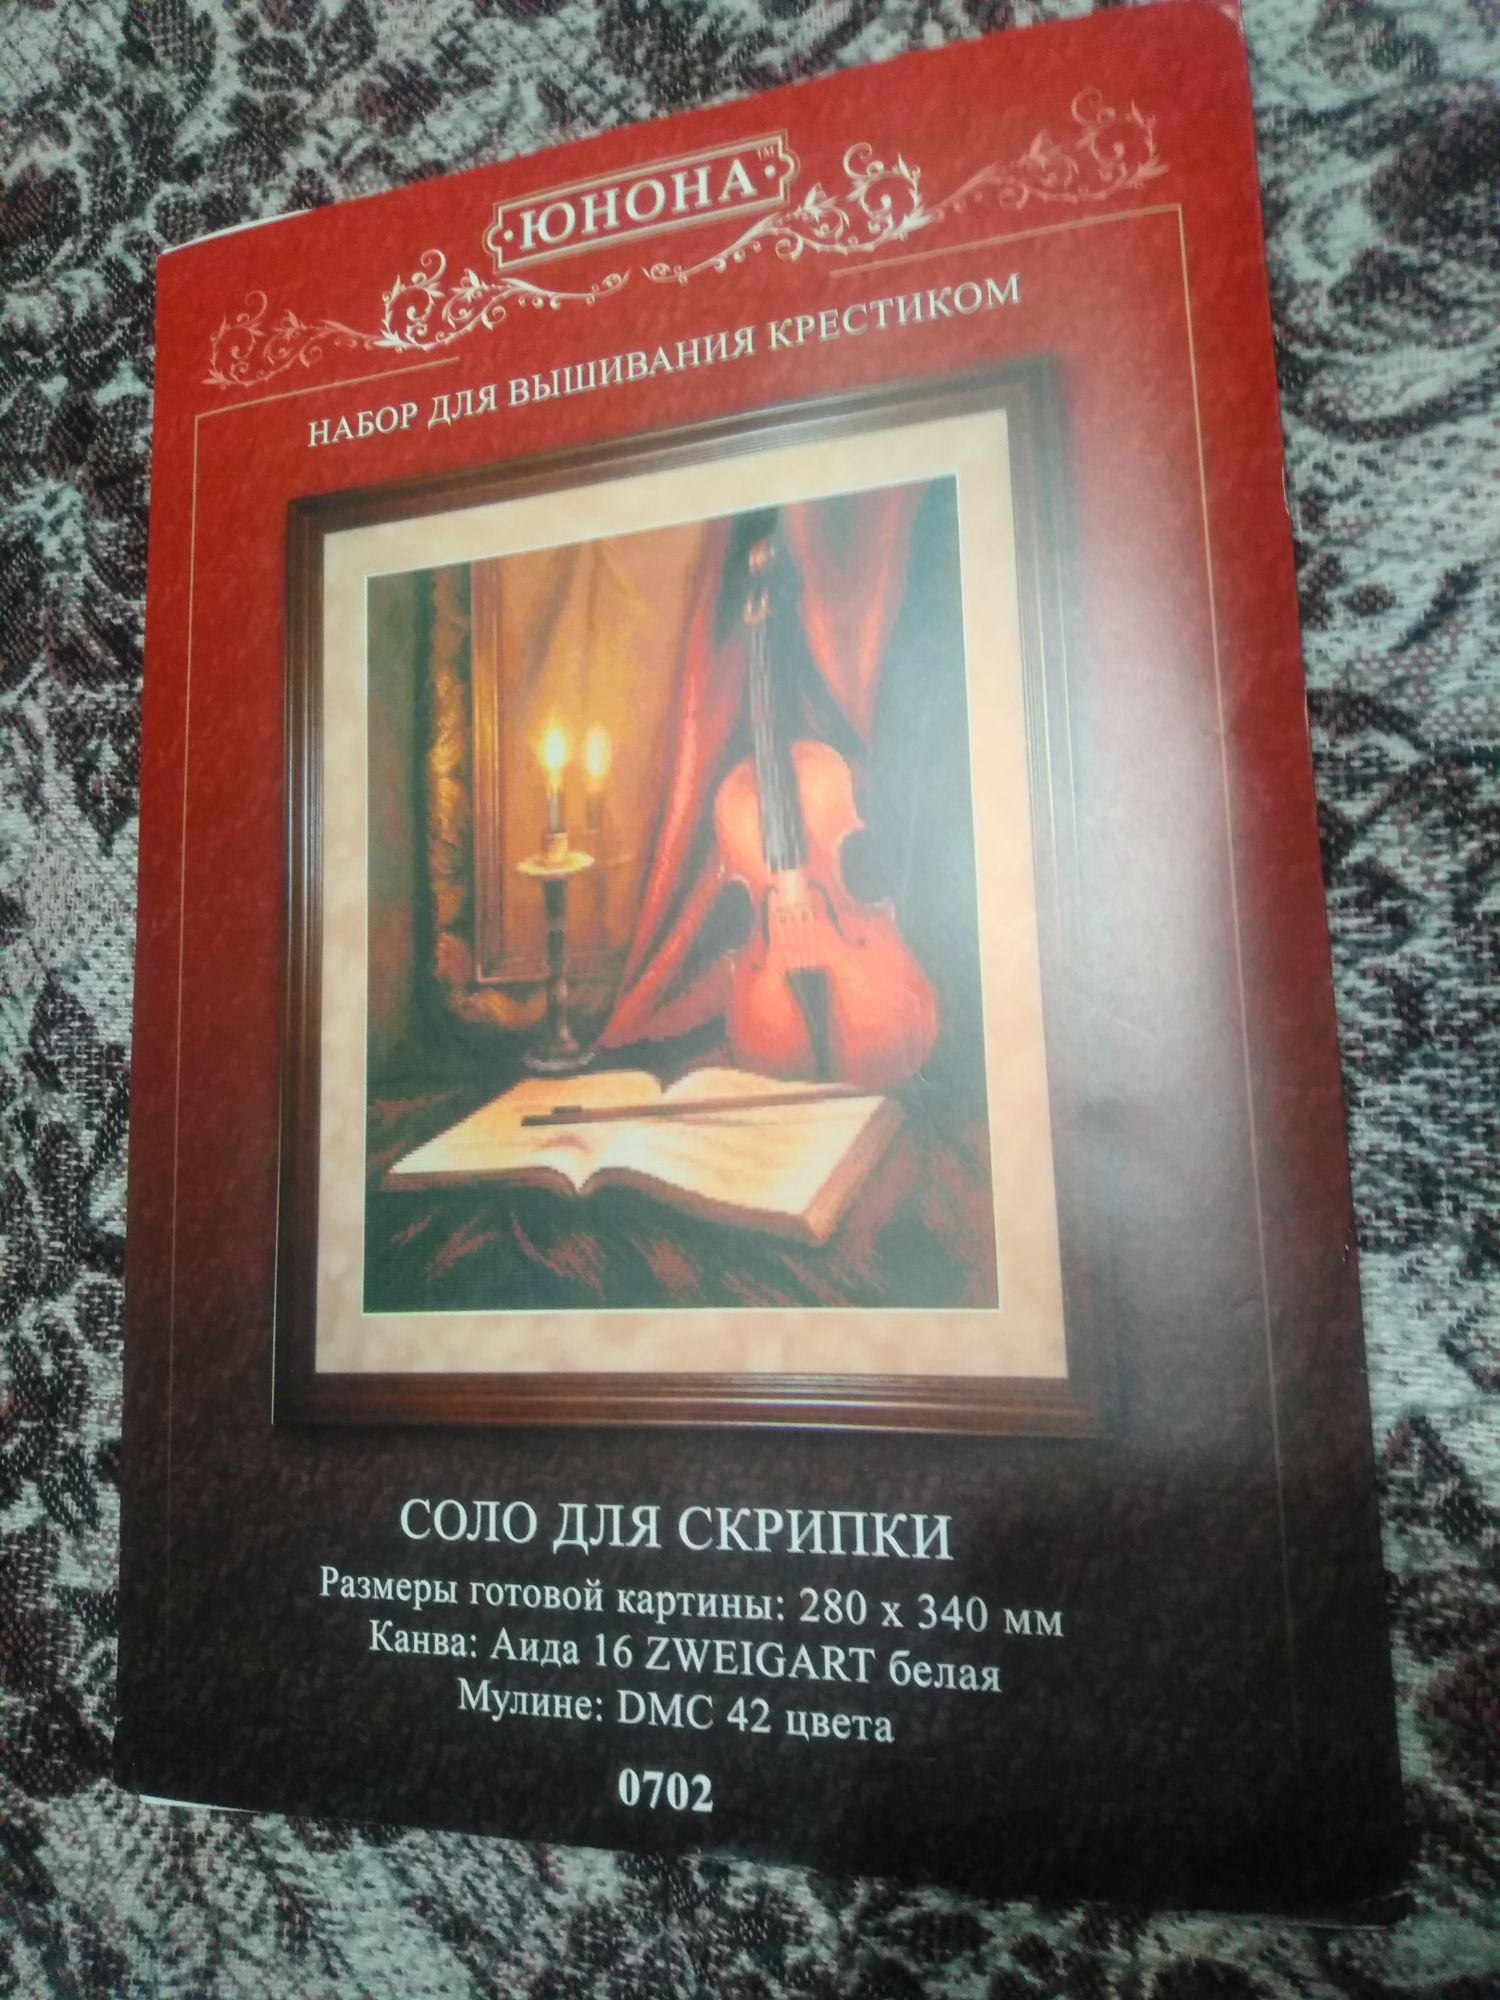 ·ЮНОНА·™
НАБОР ДЛЯ ВЫШИВАНИЯ КРЕСТИКОМ
СОЛО ДЛЯ СКРИПКИ
Размеры готовой картины: 280 x 340 мм
Канва: Аида 16 ZWEIGART белая
Мулине: DMC 42 цвета
0702